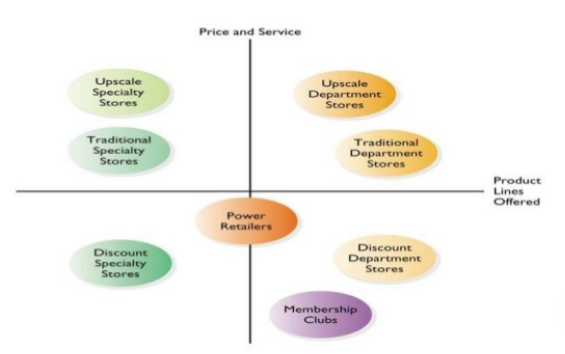 Price and Service
Upscale
Specialty
Stores
Upscale
Department
Stores
Traditional
Specialty
Stores
Traditional
Department
Stores
Product
Lines
Offered
Power
Retailers
Discount
Specialty
Stores
Discount
Department
Stores
Membership
Clubs